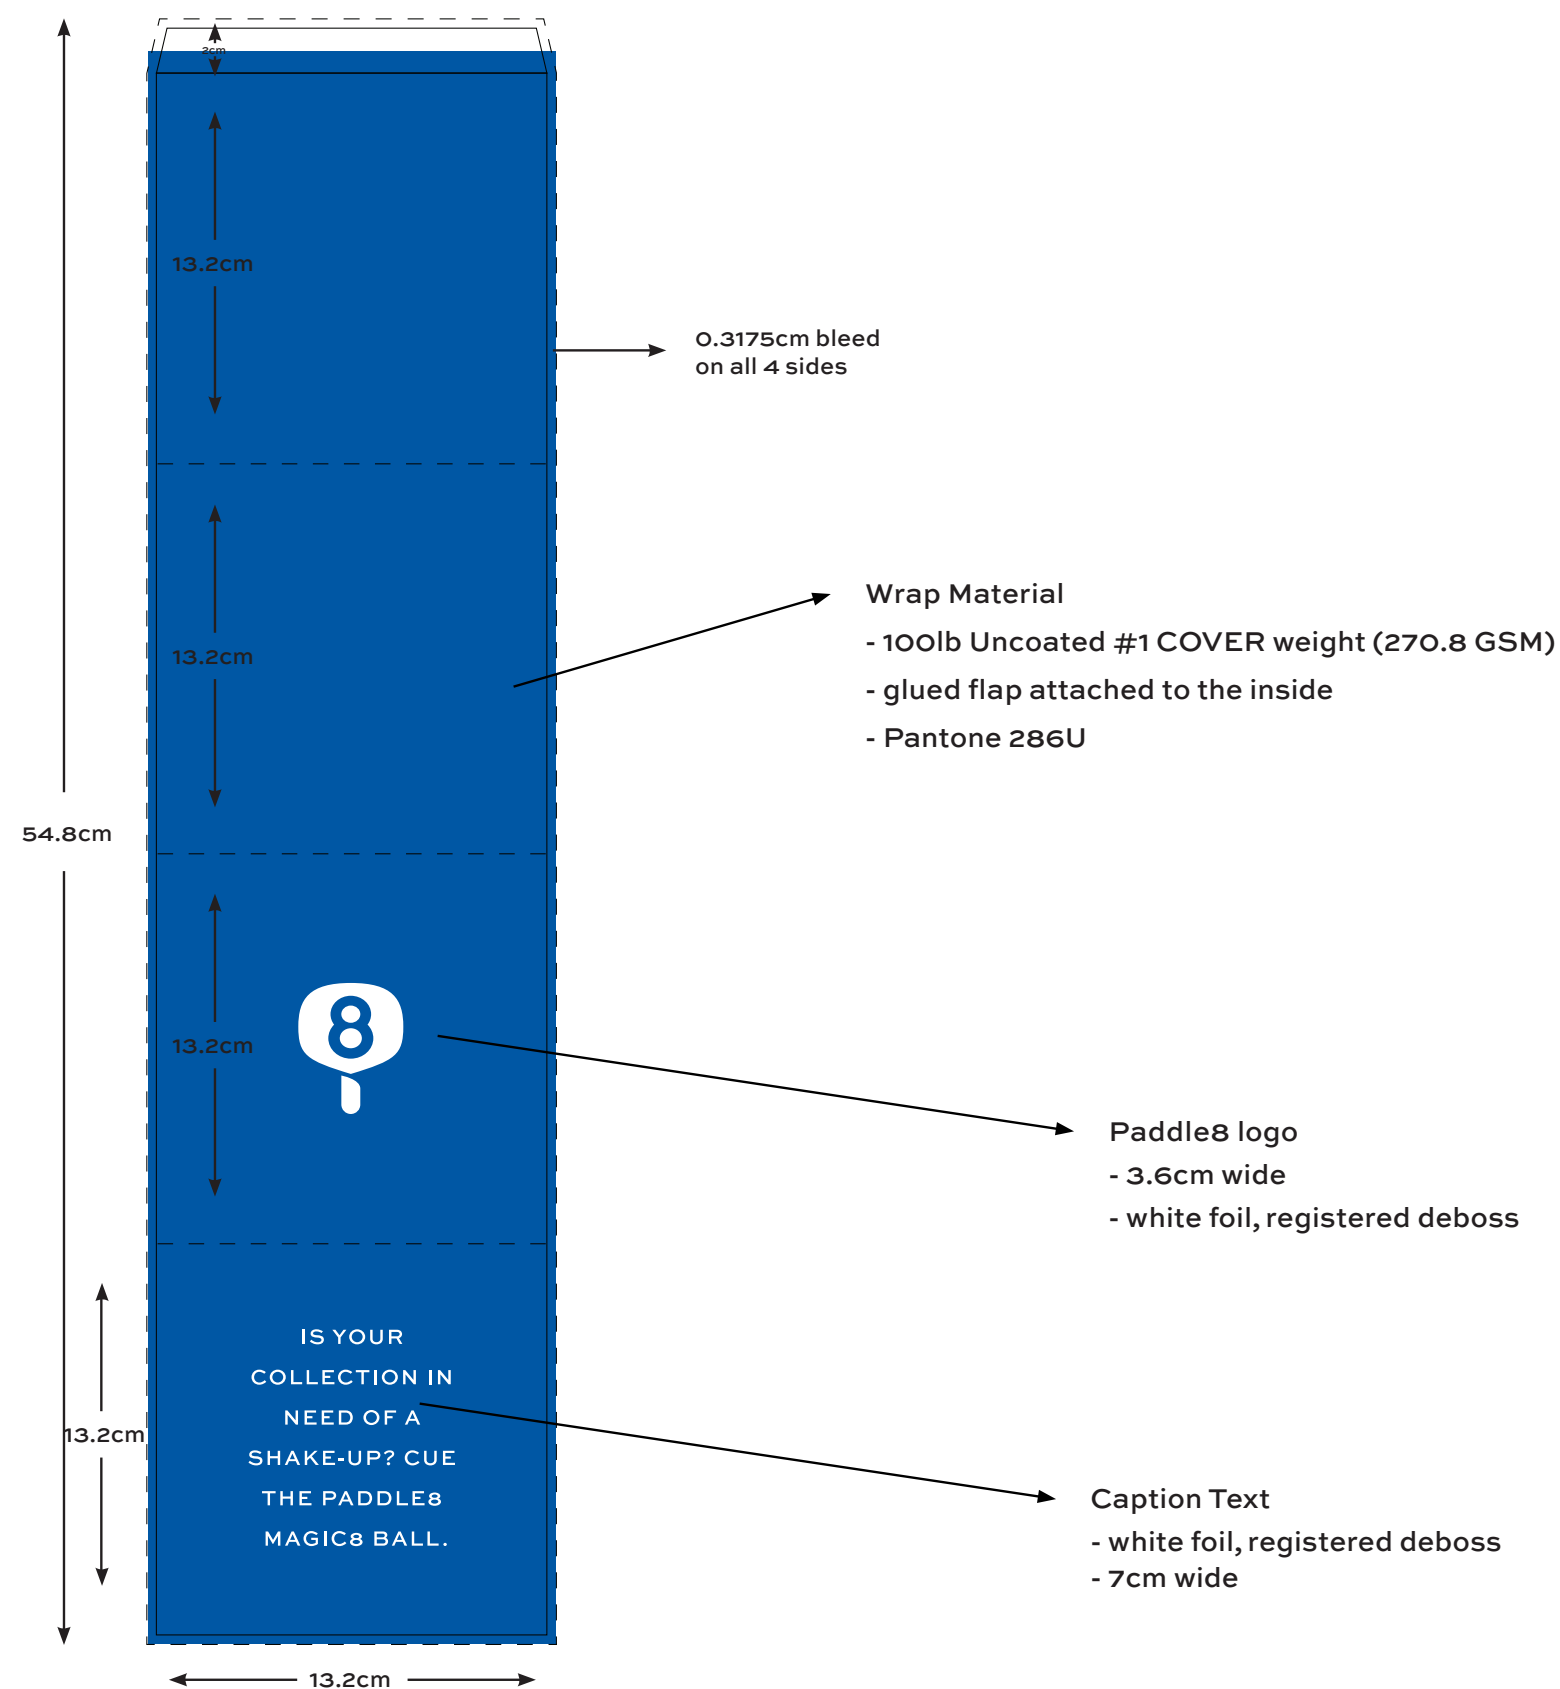 2cm
13.2cm
0.3175cm bleed
on all 4 sides
Wrap Material
- 100lb Uncoated #1 COVER weight (270.8 GSM)
- glued flap attached to the inside
- Pantone 286U
13.2cm
54.8cm
8
13.2cm
Paddle8 logo
- 3.6cm wide
- white foil, registered deboss
IS YOUR
COLLECTION IN
NEED OF A
SHAKE-UP? CUE
THE PADDLE8
MAGIC8 BALL.
13.2cm
Caption Text
- white foil, registered deboss
- 7cm wide
13.2cm